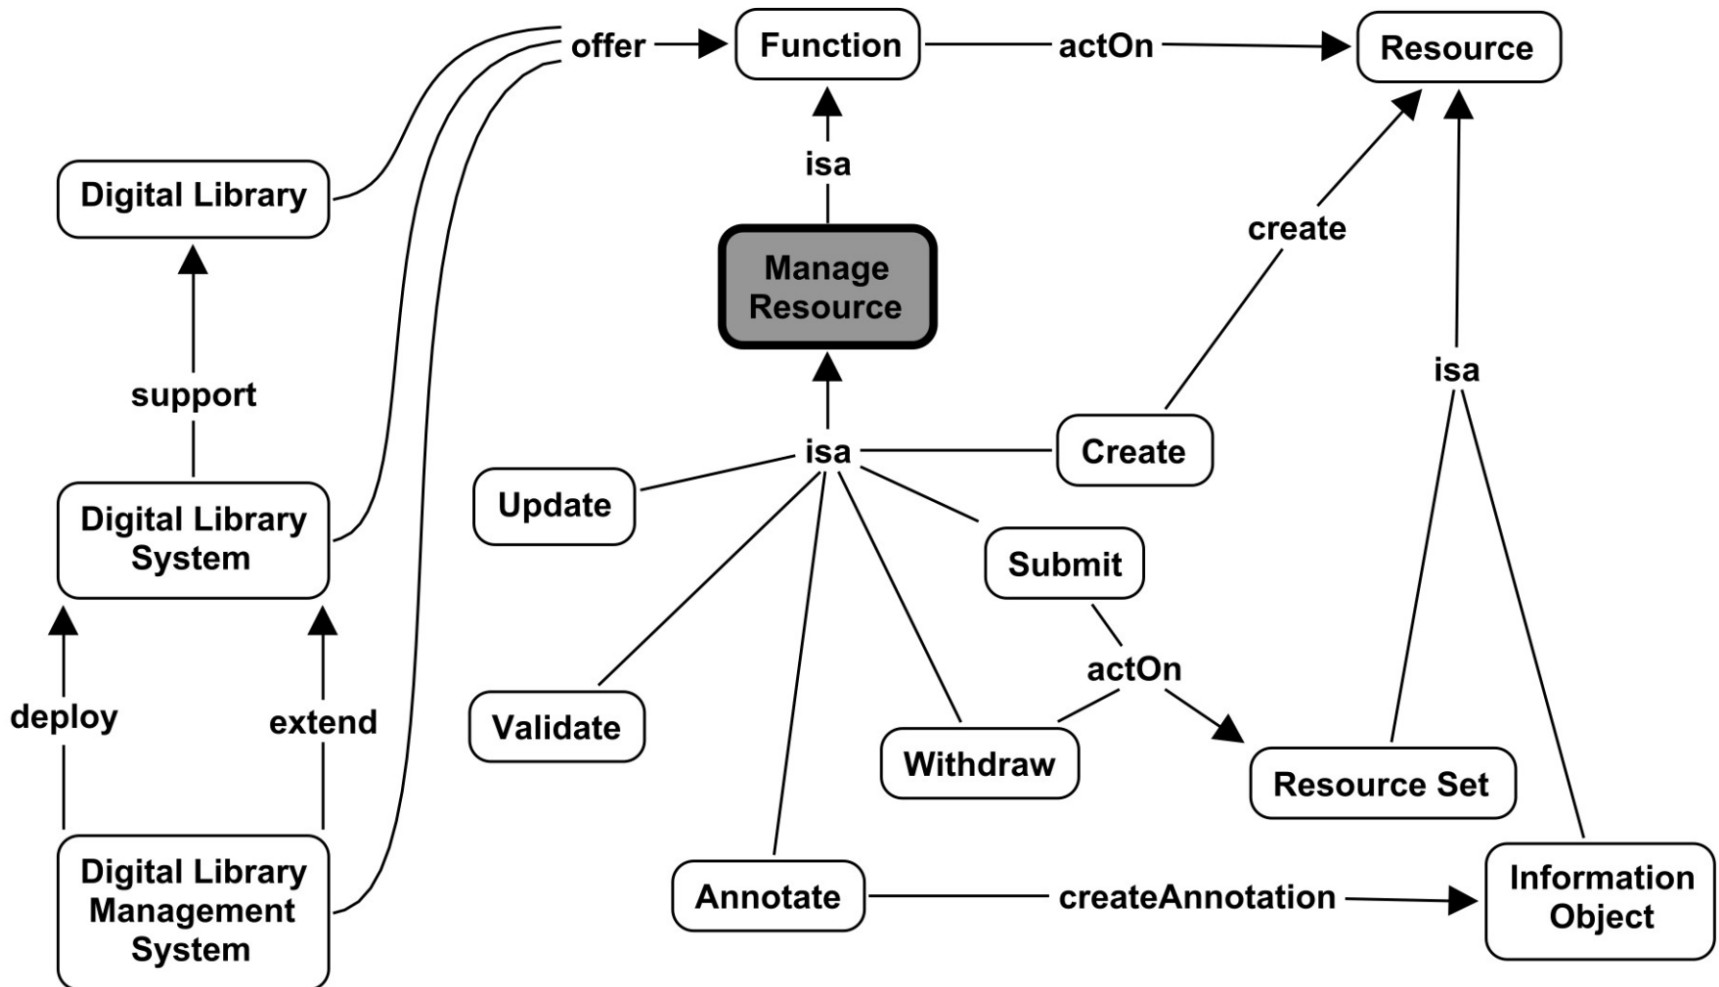 offer
Function
actOn
Resource
isa
Digital Library
create
Manage
Resource
isa
support
isa
Create
Update
Digital Library
System
Submit
actOn
deploy
extend
Validate
Withdraw
Resource Set
Digital Library
Management
System
Annotate
createAnnotation
Information
Object